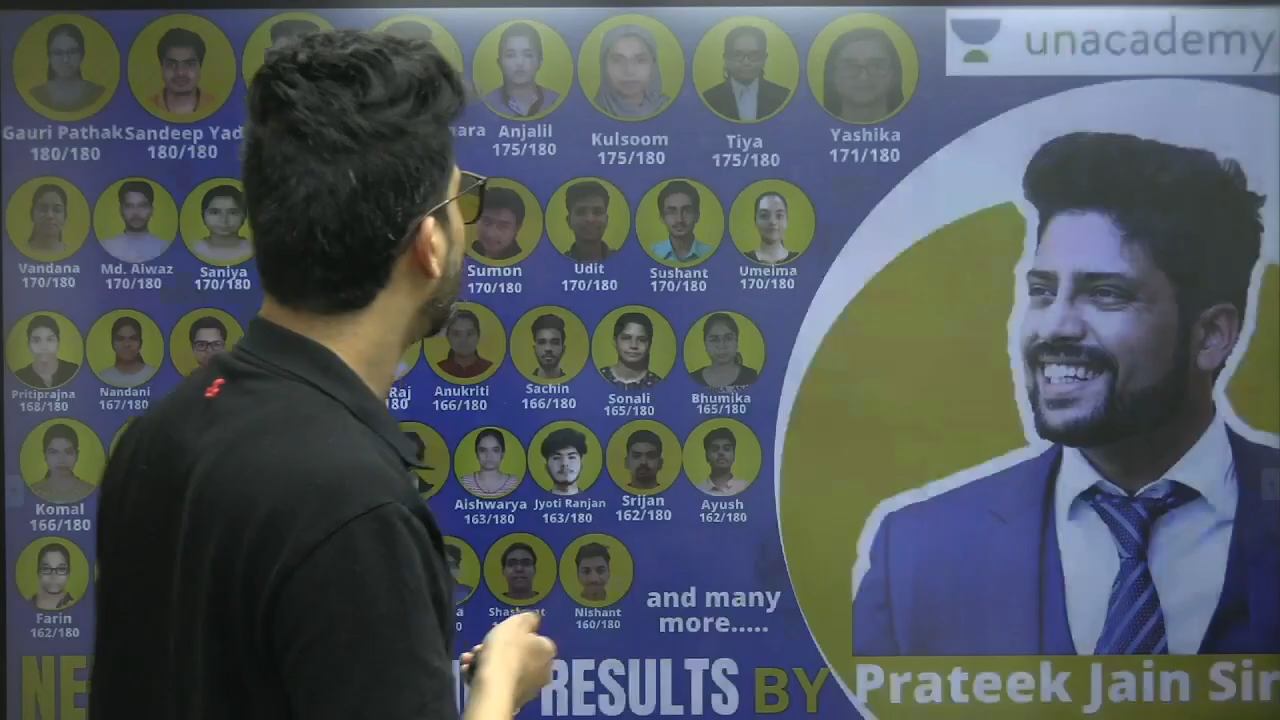 unacademy
Gauri Pathak
180/180
Sandeep Yad
180/180
Anjalil
175/180
Kulsoom
175/180
Tiya
175/180
Yashika
171/180
Vandana
170/180
Md. Aiwaz
170/180
Saniya
170/180
Sumon
170/180
Udit
170/180
Sushant
170/180
Umeima
170/180
Pritiprajna
168/180
Nandani
167/180
Raj
80
Anukriti
166/180
Sachin
166/180
Sonali
165/180
Bhumika
165/180
Komal
166/180
Aishwarya
163/180
Jyoti Ranjan
163/180
Srijan
162/180
Ayush
162/180
Farin
162/180
Nishant
160/180
and many
more.....
NE RESULTS BY
Prateek Jain Sir